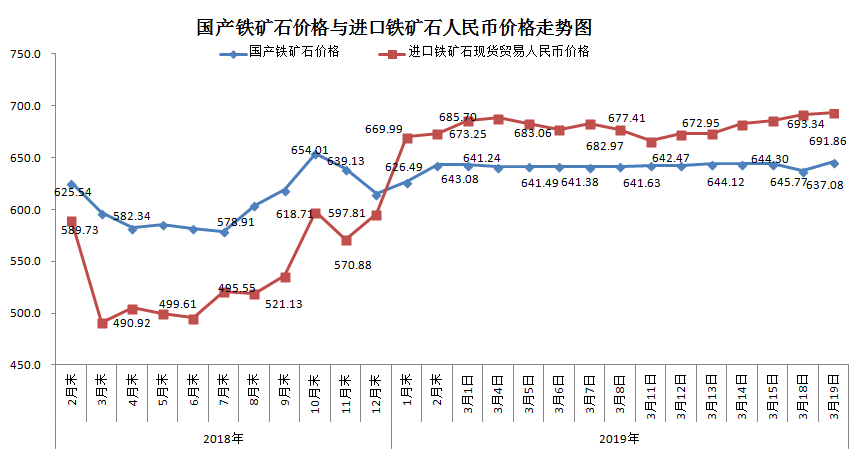 国产铁矿石价格与进口铁矿石人民币价格走势图
国产铁矿石价格 进口铁矿石现货贸易人民币价格
750.0
700.0
650.0
600.0
550.0
500.0
450.0
625.54 582.34 578.91 618.71 654.01 639.13 626.49 643.08 641.24 641.49 641.38 641.63 642.47 644.12 644.30 645.77 637.08
589.73 490.92 499.61 495.55 521.13 597.81 570.88 669.99 673.25 685.70 683.06 682.97 677.41 672.95 693.34 691.86
2月末 3月末 4月末 5月末 6月末 7月末 8月末 9月末 10月末 11月末 12月末 1月末 2月末 3月1日 3月4日 3月5日 3月6日 3月7日 3月8日 3月11日 3月12日 3月13日 3月14日 3月15日 3月18日 3月19日
2018年 2019年